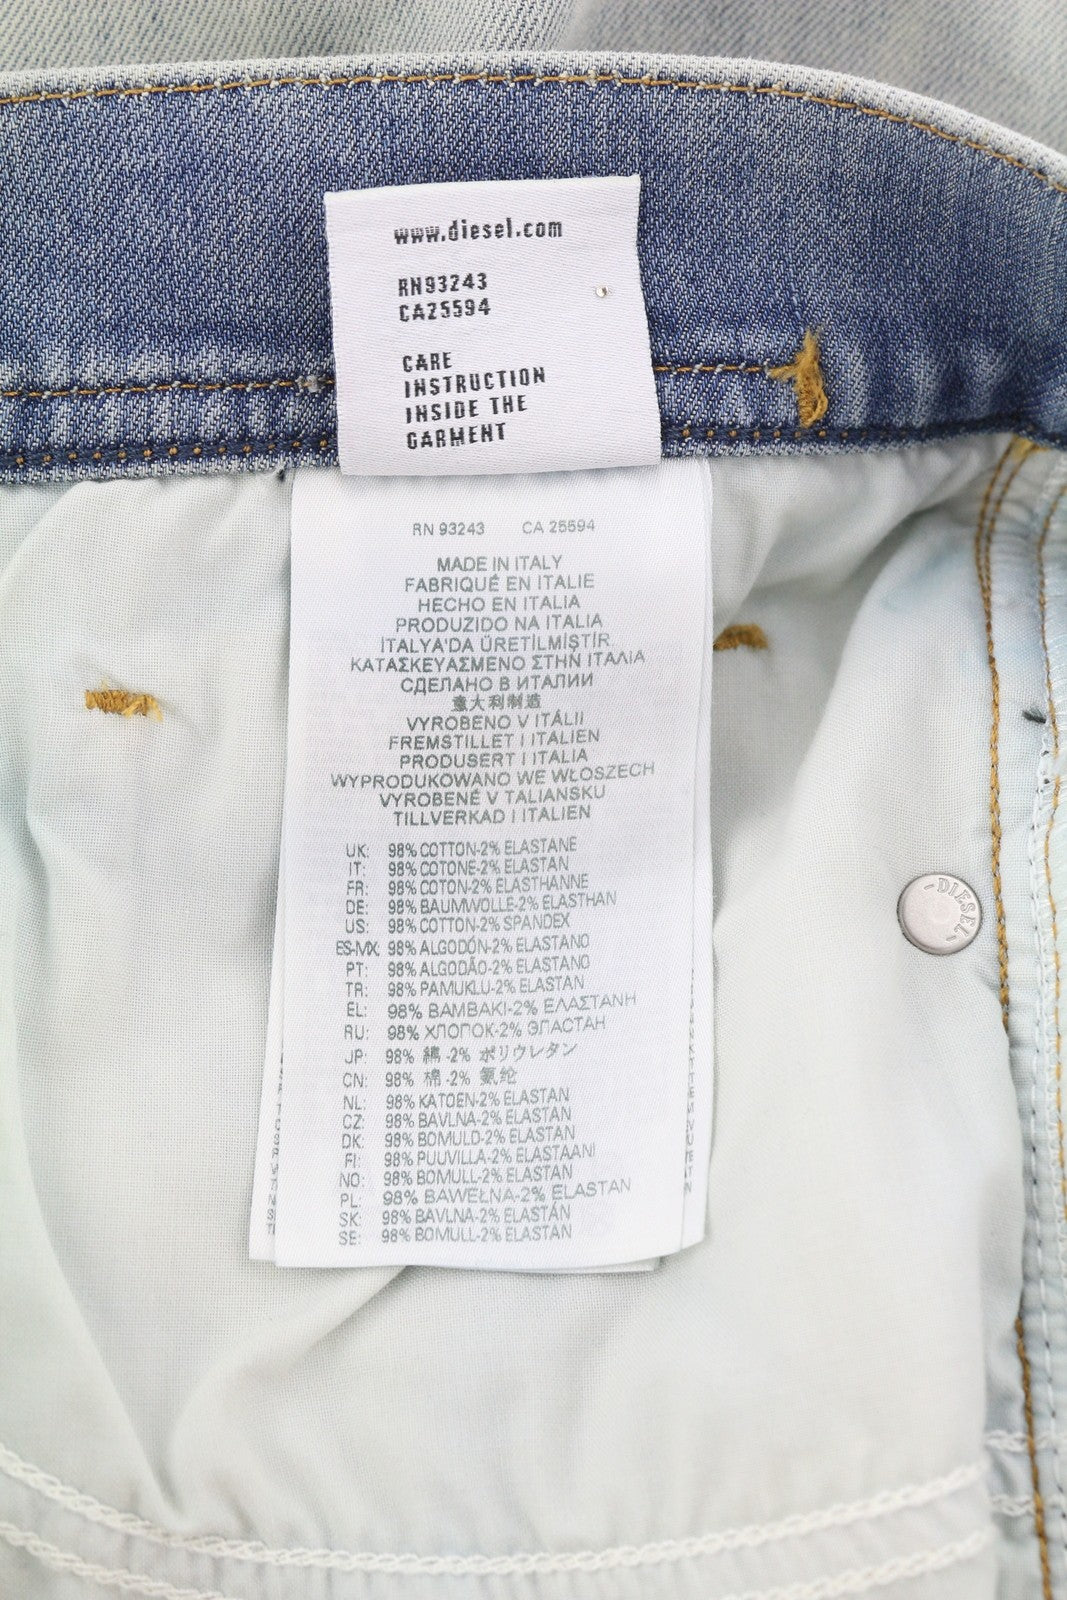 www.diesel.com
RN93243
CA25594
CARE
INSTRUCTION
INSIDE THE
GARMENT
RN 93243 CA 25594
MADE IN ITALY
FABRIQUÉ EN ITALIE
HECHO EN ITALIA
PRODUZIDO NA ITALIA
İTALYA'DA ÜRETİLMİŞTİR
ΚΑΤΑΣΚΕΥΑΣΜΕΝΟ ΣΤΗΝ ΙΤΑΛΙΑ
СДЕЛАНО В ИТАЛИИ
意大利制造
VYROBENO V ITÁLII
FREMSTILLET I ITALIEN
PRODUSERT I ITALIA
WYPRODUKOWANO WE WŁOSZECH
VYROBENÉ V TALIANSKU
TILLVERKAD I ITALIEN
UK: 98% COTTON-2% ELASTANE
IT: 98% COTONE-2% ELASTAN
FR: 98% COTON-2% ELASTHANNE
DE: 98% BAUMWOLLE-2% ELASTHAN
US: 98% COTTON-2% SPANDEX
ES-MX: 98% ALGODÓN-2% ELASTANO
PT: 98% ALGODÃO-2% ELASTANO
TR: 98% PAMUKLU-2% ELASTAN
EL: 98% ΒΑΜΒΑΚΙ-2% ΕΛΑΣΤΑΝΗ
RU: 98% ХЛОПОК-2% ЭЛАСТАН
JP: 98% 綿 -2% ポリウレタン
CN: 98% 棉 -2% 氨纶
NL: 98% KATOEN-2% ELASTAN
CZ: 98% BAVLNA-2% ELASTAN
DK: 98% BOMULD-2% ELASTAN
FI: 98% PUUVILLA-2% ELASTAANI
NO: 98% BOMULL-2% ELASTAN
PL: 98% BAWEŁNA-2% ELASTAN
SK: 98% BAVLNA-2% ELASTÁN
SE: 98% BOMULL-2% ELASTAN
-DIESEL-